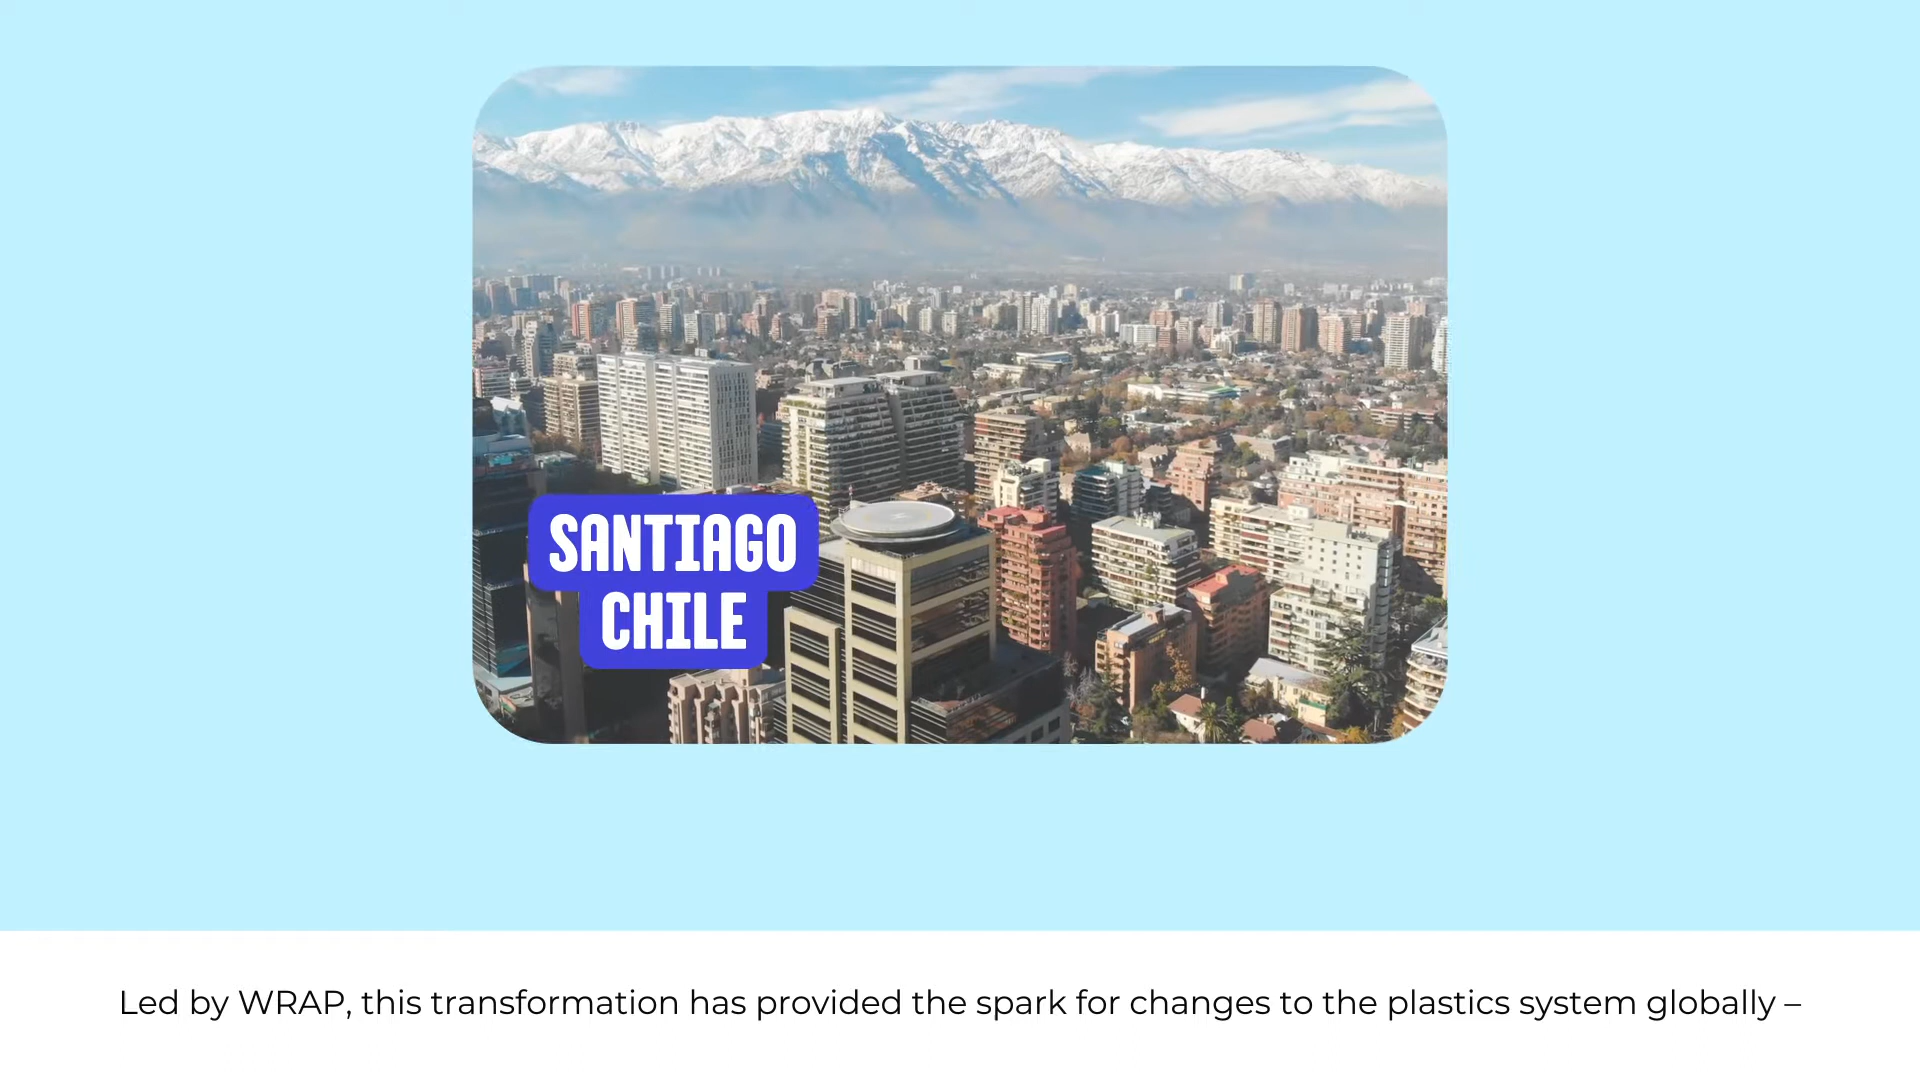 SANTIAGO
CHILE
Led by WRAP, this transformation has provided the spark for changes to the plastics system globally –